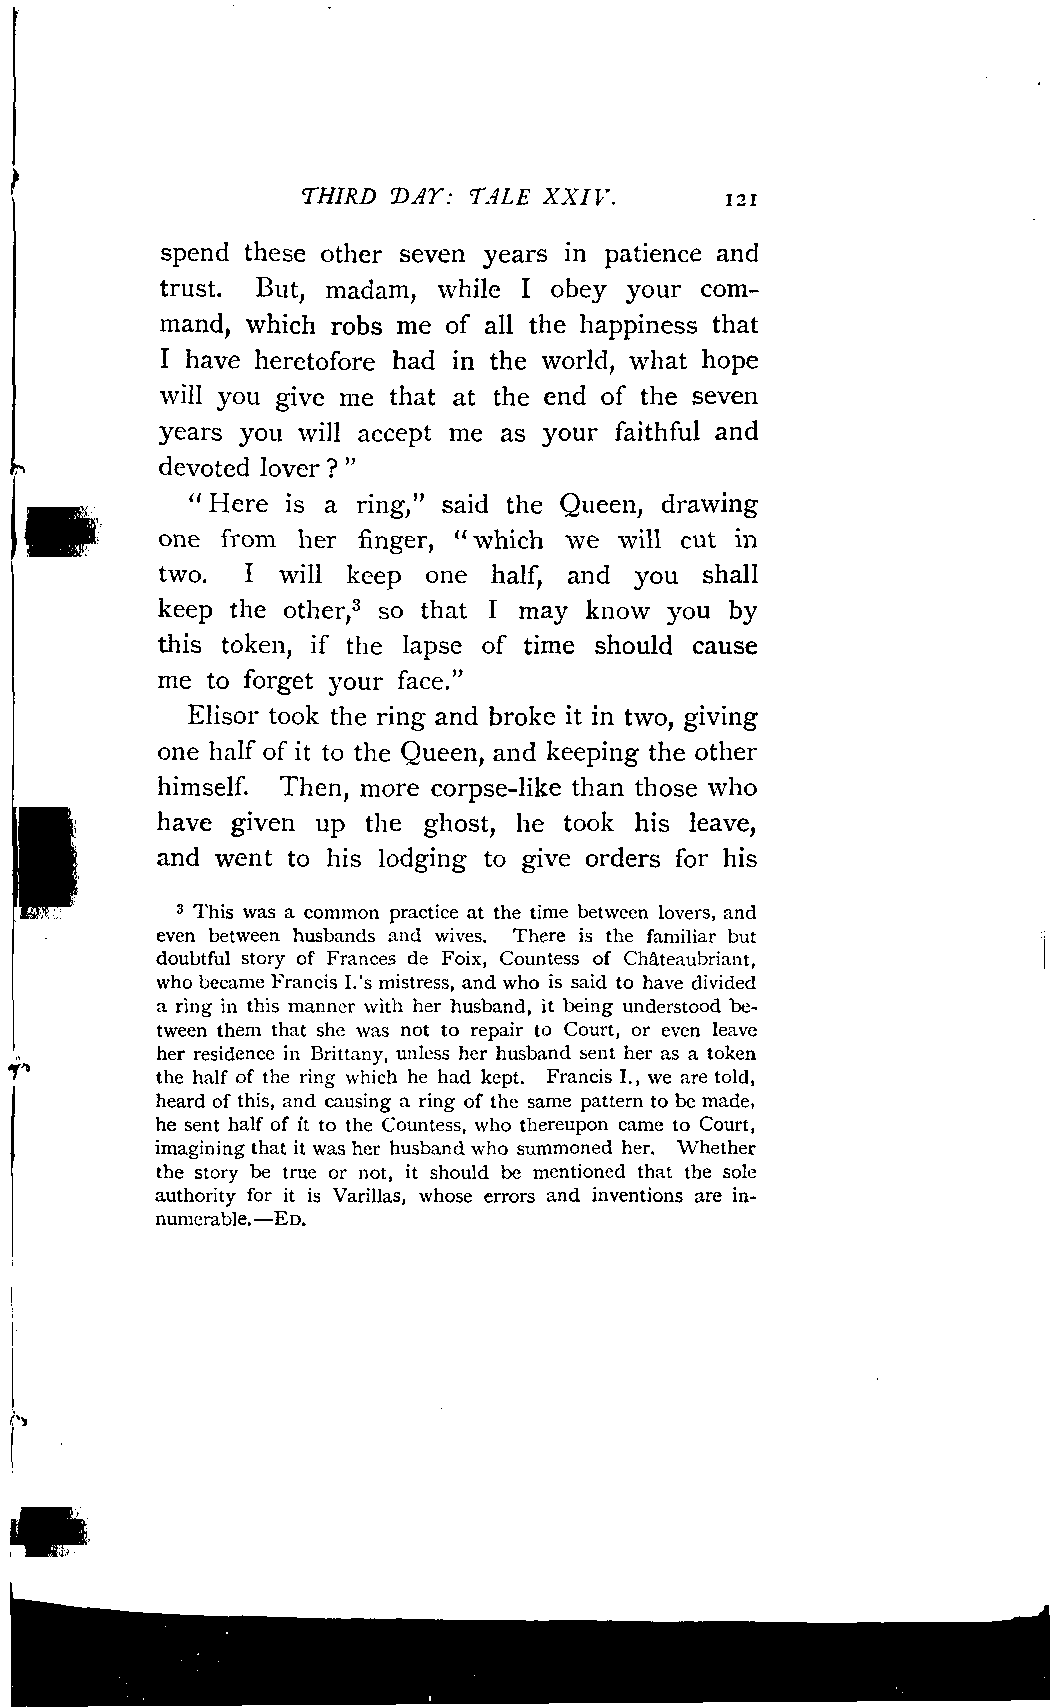 THIRD DAY: TALE XXIV. 121
spend these other seven years in patience and
trust. But, madam, while I obey your com-
mand, which robs me of all the happiness that
I have heretofore had in the world, what hope
will you give me that at the end of the seven
years you will accept me as your faithful and
devoted lover ? ”
“ Here is a ring,” said the Queen, drawing
one from her finger, “ which we will cut in
two. I will keep one half, and you shall
keep the other,³ so that I may know you by
this token, if the lapse of time should cause
me to forget your face.”
Elisor took the ring and broke it in two, giving
one half of it to the Queen, and keeping the other
himself. Then, more corpse-like than those who
have given up the ghost, he took his leave,
and went to his lodging to give orders for his
³ This was a common practice at the time between lovers, and
even between husbands and wives. There is the familiar but
doubtful story of Frances de Foix, Countess of Châteaubriant,
who became Francis I.'s mistress, and who is said to have divided
a ring in this manner with her husband, it being understood be-
tween them that she was not to repair to Court, or even leave
her residence in Brittany, unless her husband sent her as a token
the half of the ring which he had kept. Francis I., we are told,
heard of this, and causing a ring of the same pattern to be made,
he sent half of it to the Countess, who thereupon came to Court,
imagining that it was her husband who summoned her. Whether
the story be true or not, it should be mentioned that the sole
authority for it is Varillas, whose errors and inventions are in-
numerable.—ED.